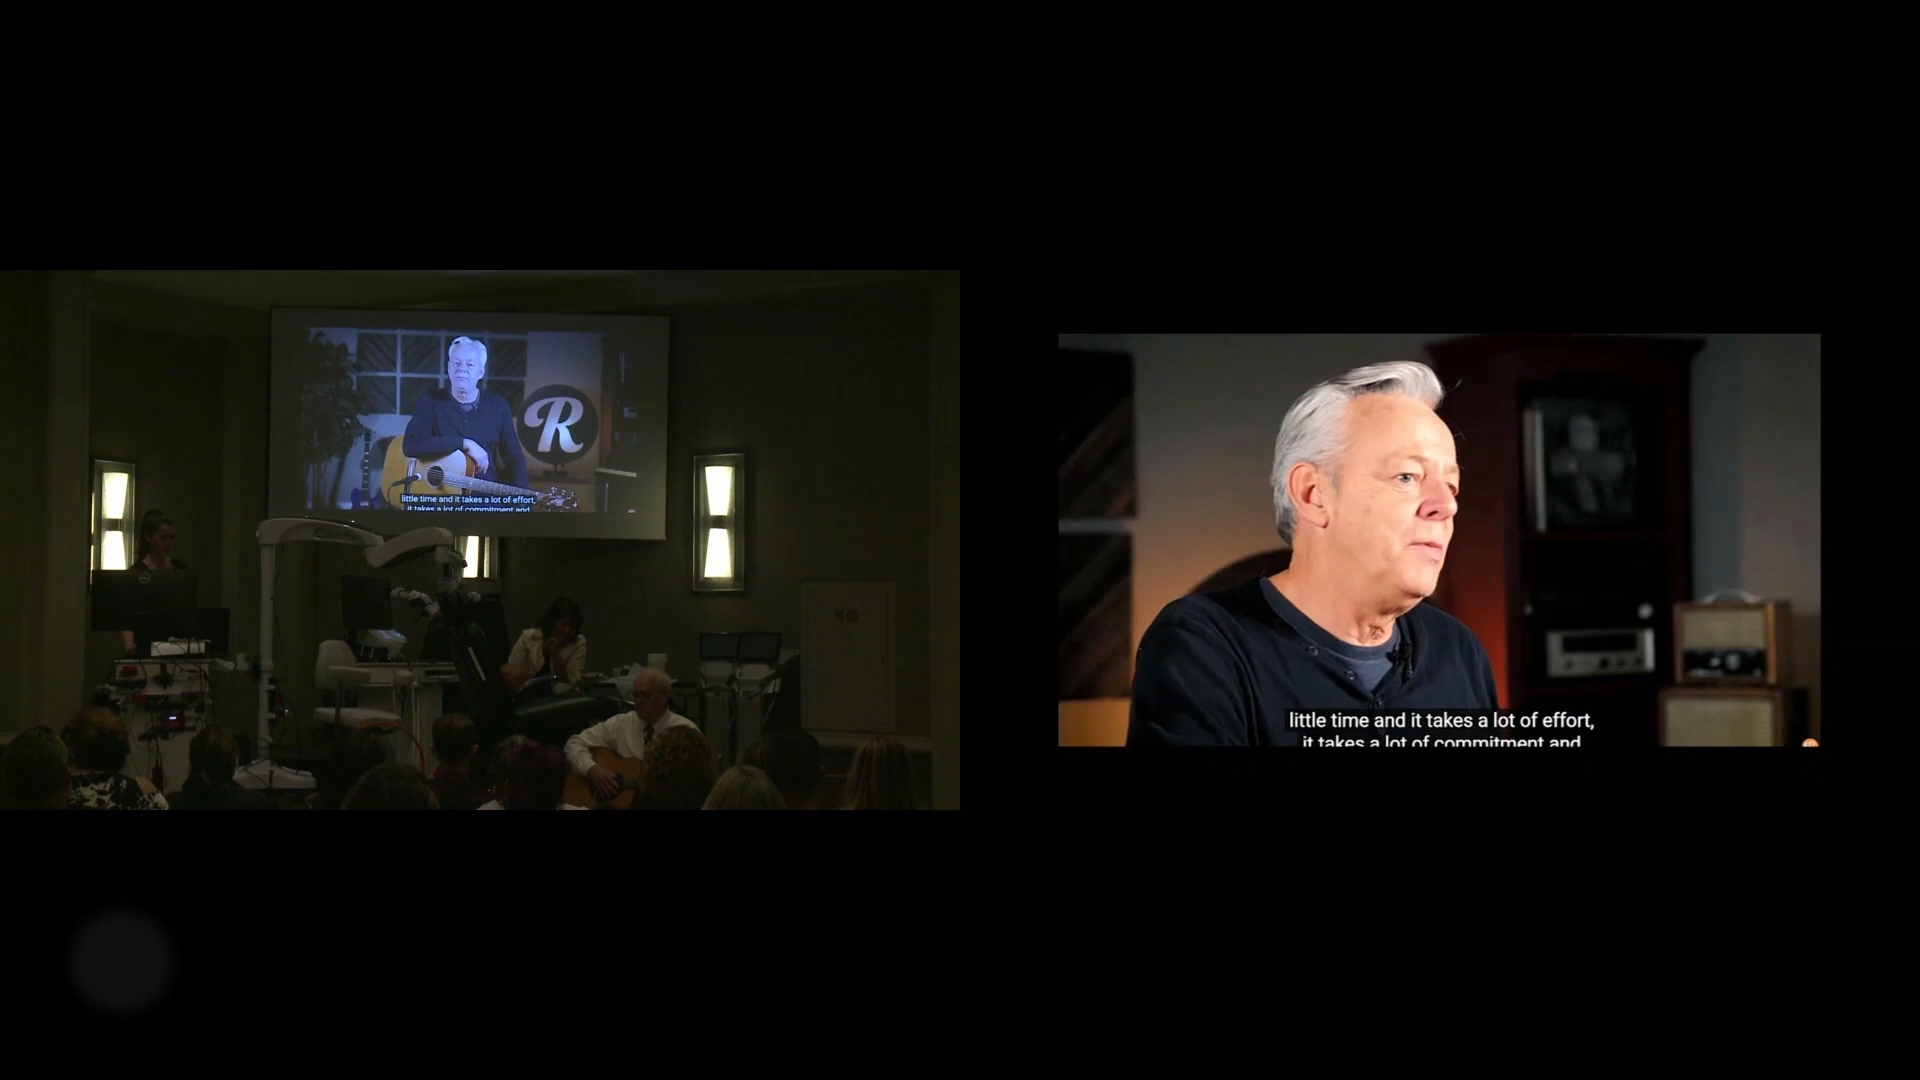 R
little time and it takes a lot of effort,
it takes a lot of commitment and
little time and it takes a lot of effort,
it takes a lot of commitment and